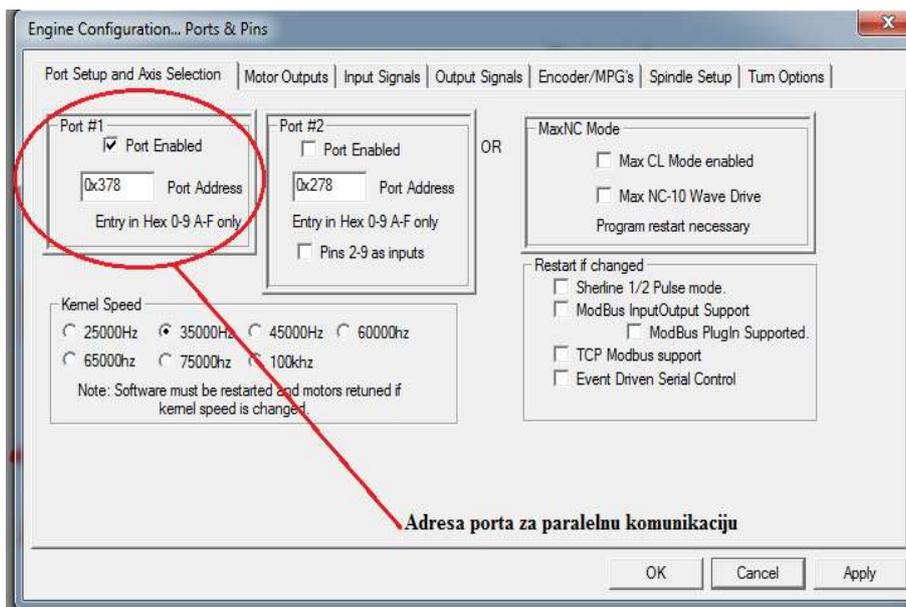 Engine Configuration... Ports & Pins
Port Setup and Axis Selection Motor Outputs Input Signals Output Signals Encoder/MPG's Spindle Setup Turn Options
Port #1
Port Enabled
0x378 Port Address
Entry in Hex 0-9 A-F only
Port #2
Port Enabled
0x278 Port Address
Entry in Hex 0-9 A-F only
Pins 2-9 as inputs
OR
MaxNC Mode
Max CL Mode enabled
Max NC-10 Wave Drive
Program restart necessary
Restart if changed
Sherline 1/2 Pulse mode.
ModBus InputOutput Support
ModBus PlugIn Supported.
TCP Modbus support
Event Driven Serial Control
Kernel Speed
25000Hz 35000Hz 45000Hz 60000hz
65000hz 75000hz 100khz
Note: Software must be restarted and motors retuned if
kernel speed is changed.
Adresa porta za paralelnu komunikaciju
OK Cancel Apply